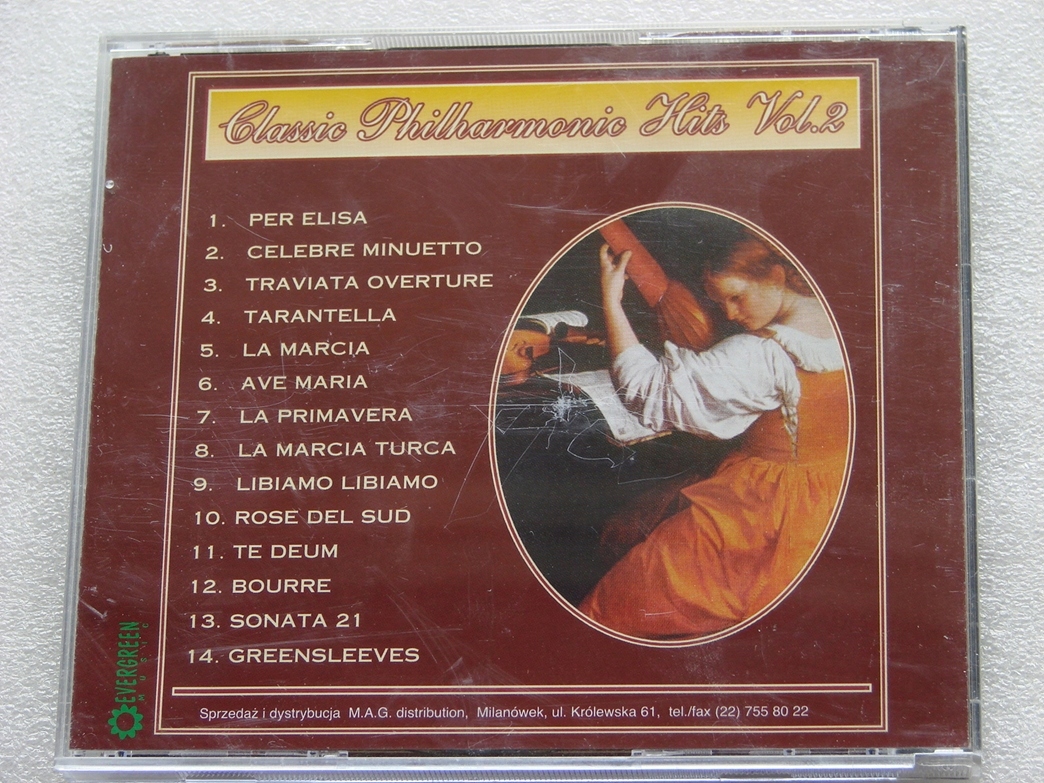 Classic Philharmonic Hits Vol.2
1. PER ELISA
2. CELEBRE MINUETTO
3. TRAVIATA OVERTURE
4. TARANTELLA
5. LA MARCIA
6. AVE MARIA
7. LA PRIMAVERA
8. LA MARCIA TURCA
9. LIBIAMO LIBIAMO
10. ROSE DEL SUD
11. TE DEUM
12. BOURRE
13. SONATA 21
14. GREENSLEEVES
EVERGREEN
MUSIC
Sprzedaż i dystrybucja M.A.G. distribution, Milanówek, ul. Królewska 61, tel./fax (22) 755 80 22